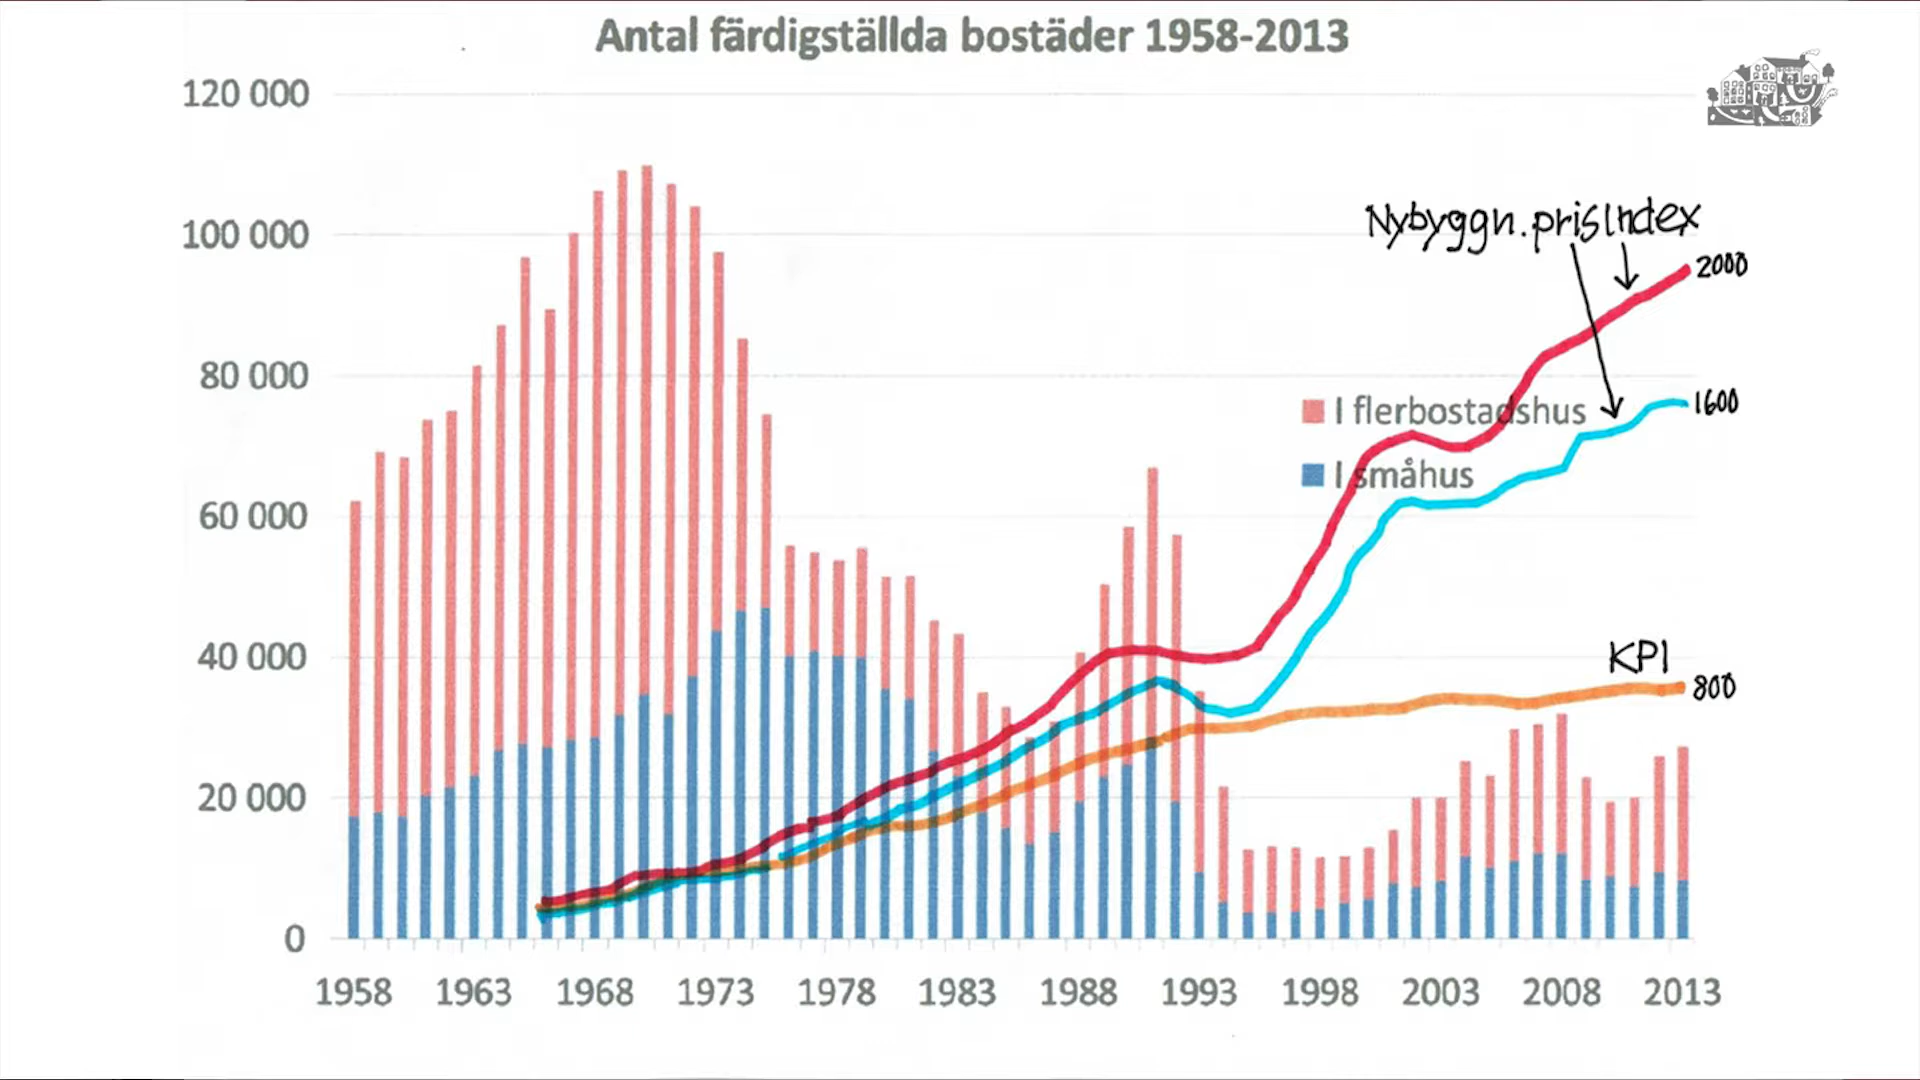 Antal färdigställda bostäder 1958-2013
120 000
100 000
80 000
60 000
40 000
20 000
0
Nybyggn.prisIndex
2000
1600
I flerbostadshus
I småhus
KPI
800
1958 1963 1968 1973 1978 1983 1988 1993 1998 2003 2008 2013